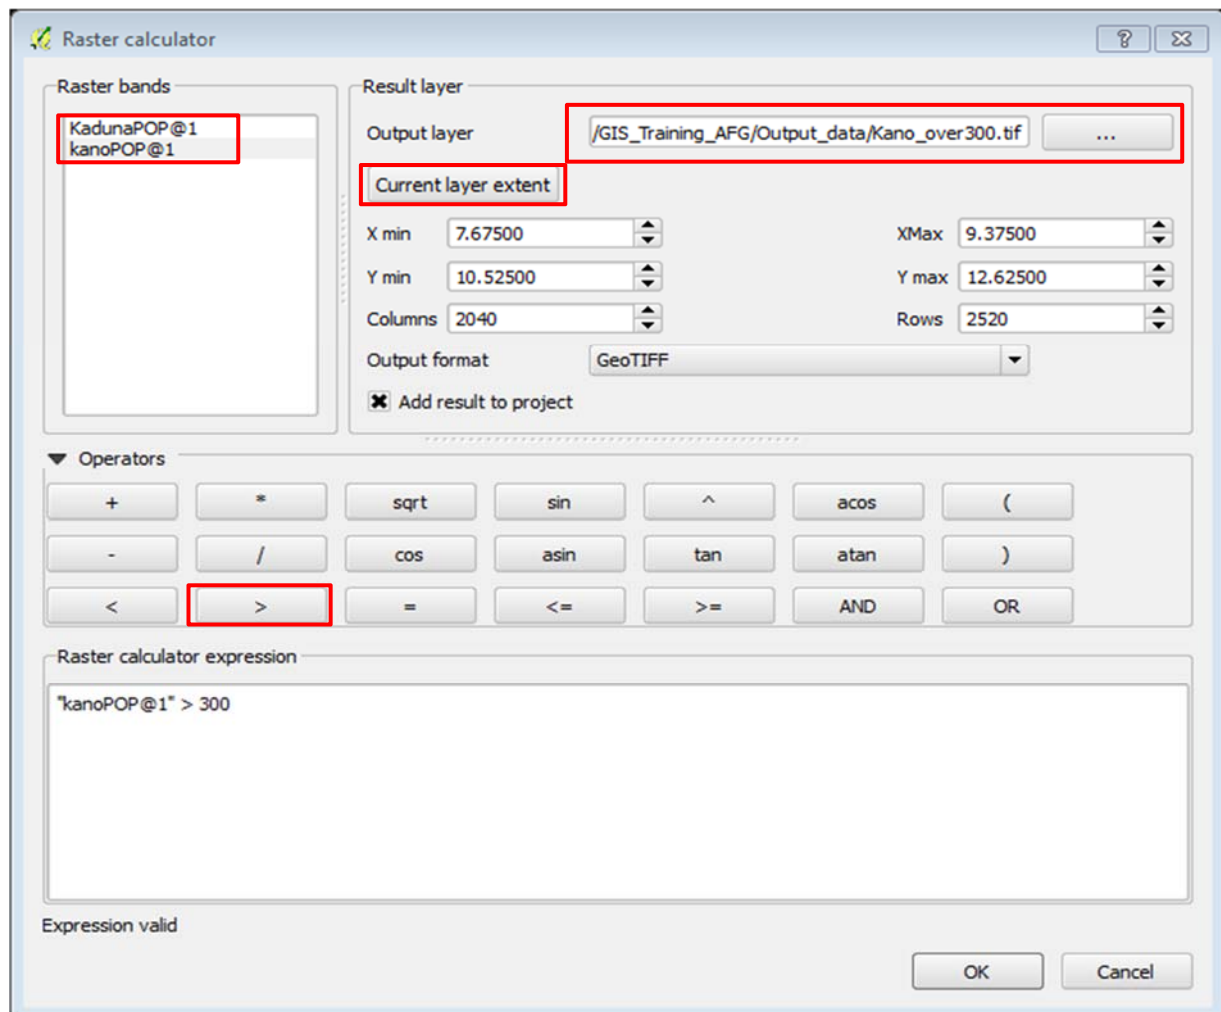 Raster calculator
Raster bands
KadunaPOP@1
kanoPOP@1
Result layer
Output layer /GIS_Training_AFG/Output_data/Kano_over300.tif ...
Current layer extent
X min 7.67500 XMax 9.37500
Y min 10.52500 Y max 12.62500
Columns 2040 Rows 2520
Output format GeoTIFF
Add result to project
Operators
+ * sqrt sin ^ acos (
- / cos asin tan atan )
< > = <= >= AND OR
Raster calculator expression
"kanoPOP@1" > 300
Expression valid
OK Cancel